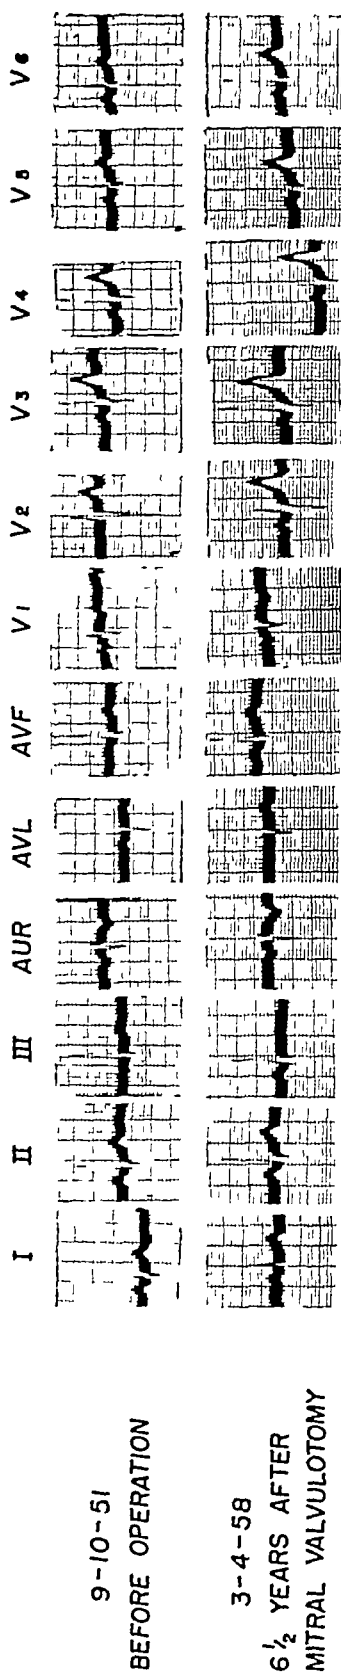 I II III AUR AVL AVF V1 V2 V3 V4 V5 V6
9-10-51
BEFORE OPERATION
3-4-58
6½ YEARS AFTER
MITRAL VALVULOTOMY